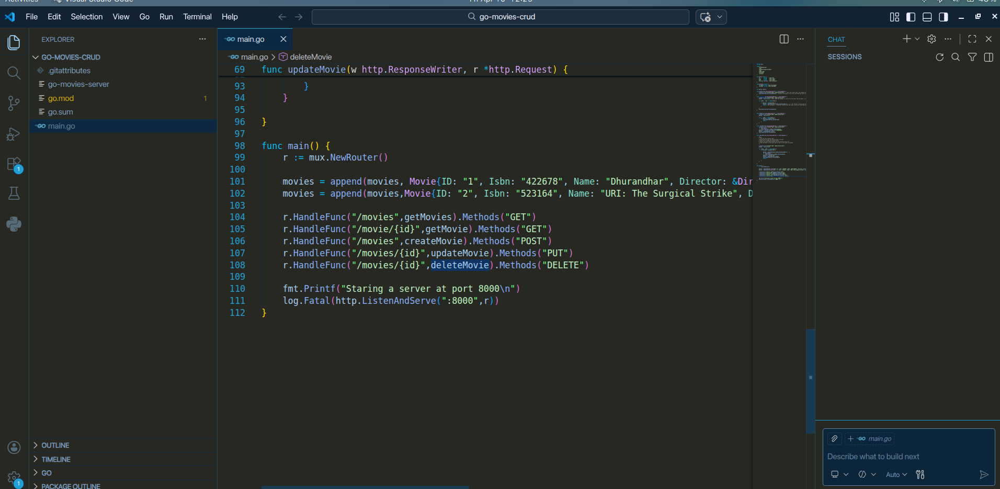 Visual Studio Code
File Edit Selection View Go Run Terminal Help
go-movies-crud
EXPLORER
GO-MOVIES-CRUD
.gitattributes
go-movies-server
go.mod 1
go.sum
main.go
OUTLINE
TIMELINE
GO
PACKAGE OUTLINE
1
1
main.go
main.go > deleteMovie
69 func updateMovie(w http.ResponseWriter, r *http.Request) {
93 }
94 }
95
96 }
97
98 func main() {
99 r := mux.NewRouter()
100
101 movies = append(movies, Movie{ID: "1", Isbn: "422678", Name: "Dhurandhar", Director: &Dir
102 movies = append(movies,Movie{ID: "2", Isbn: "523164", Name: "URI: The Surgical Strike", D
103
104 r.HandleFunc("/movies",getMovies).Methods("GET")
105 r.HandleFunc("/movie/{id}",getMovie).Methods("GET")
106 r.HandleFunc("/movies",createMovie).Methods("POST")
107 r.HandleFunc("/movies/{id}",updateMovie).Methods("PUT")
108 r.HandleFunc("/movies/{id}",deleteMovie).Methods("DELETE")
109
110 fmt.Printf("Staring a server at port 8000\n")
111 log.Fatal(http.ListenAndServe(":8000",r))
112 }
CHAT
SESSIONS
main.go
Describe what to build next
Auto